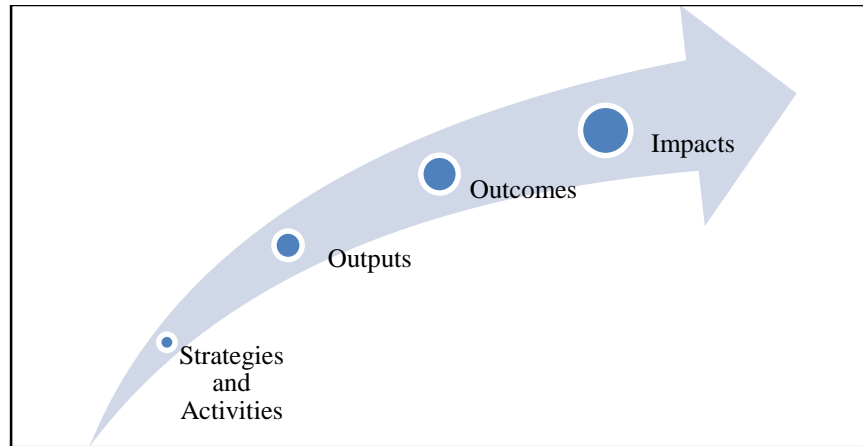 Impacts
Outcomes
Outputs
Strategies
and
Activities